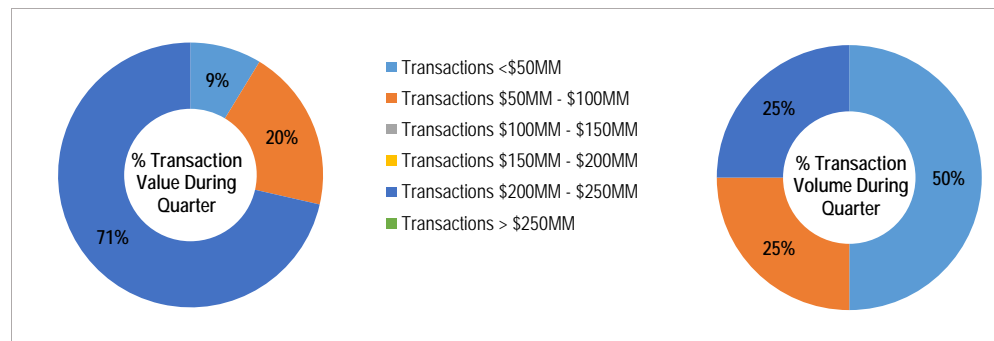 9%
20%
71%
% Transaction
Value During
Quarter
Transactions <$50MM
Transactions $50MM - $100MM
Transactions $100MM - $150MM
Transactions $150MM - $200MM
Transactions $200MM - $250MM
Transactions > $250MM
25%
50%
25%
% Transaction
Volume During
Quarter